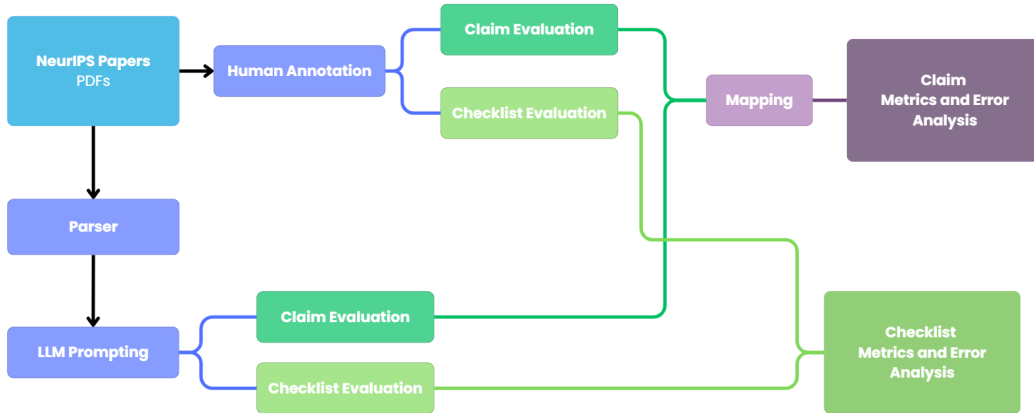 NeurIPS Papers
PDFs
Human Annotation
Claim Evaluation
Checklist Evaluation
Mapping
Claim
Metrics and Error
Analysis
Parser
LLM Prompting
Claim Evaluation
Checklist Evaluation
Checklist
Metrics and Error
Analysis